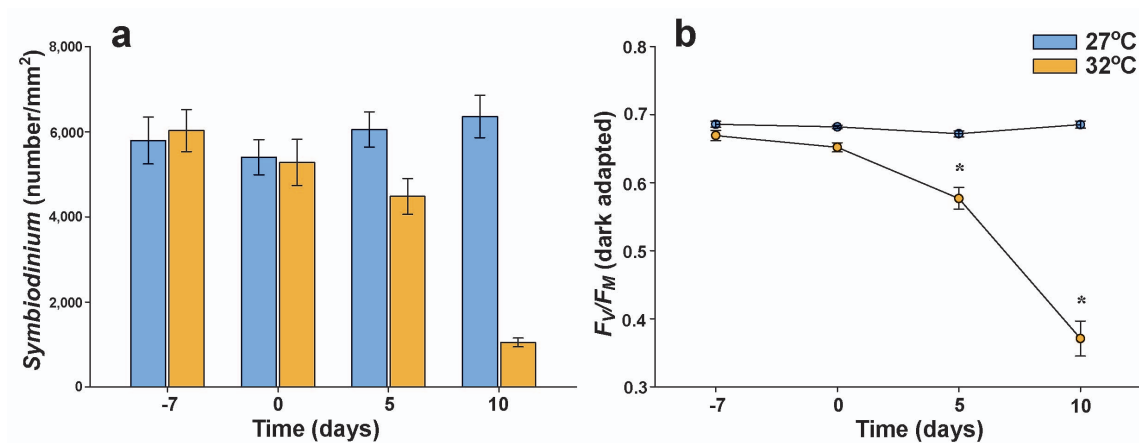 a
Symbiodinium (number/mm²)
8,000
6,000
4,000
2,000
0
-7
0
5
10
Time (days)
b
27°C
32°C
FV/FM (dark adapted)
0.8
0.7
0.6
0.5
0.4
0.3
*
*
-7
0
5
10
Time (days)